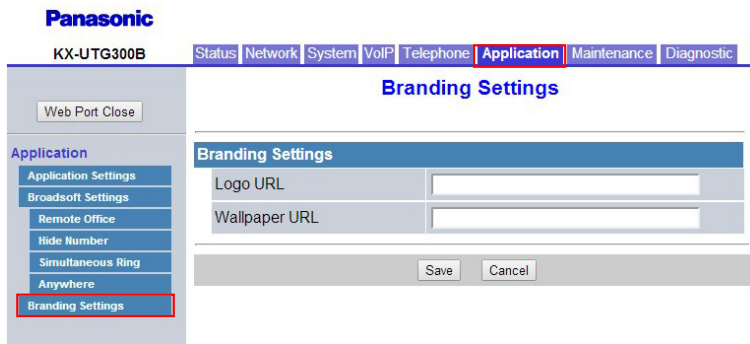 Panasonic
KX-UTG300B
Status Network System VoIP Telephone Application Maintenance Diagnostic
Web Port Close
Application
Application Settings
Broadsoft Settings
Remote Office
Hide Number
Simultaneous Ring
Anywhere
Branding Settings
Branding Settings
Branding Settings
Logo URL
Wallpaper URL
Save Cancel